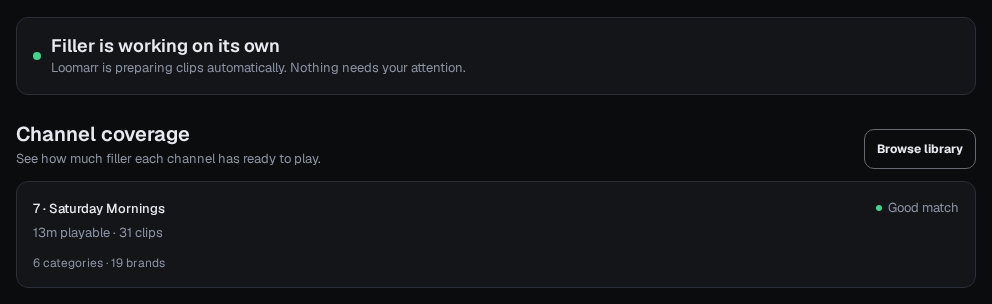 Filler is working on its own
Loomarr is preparing clips automatically. Nothing needs your attention.
Channel coverage
See how much filler each channel has ready to play.
Browse library
7 · Saturday Mornings
Good match
13m playable · 31 clips
6 categories · 19 brands